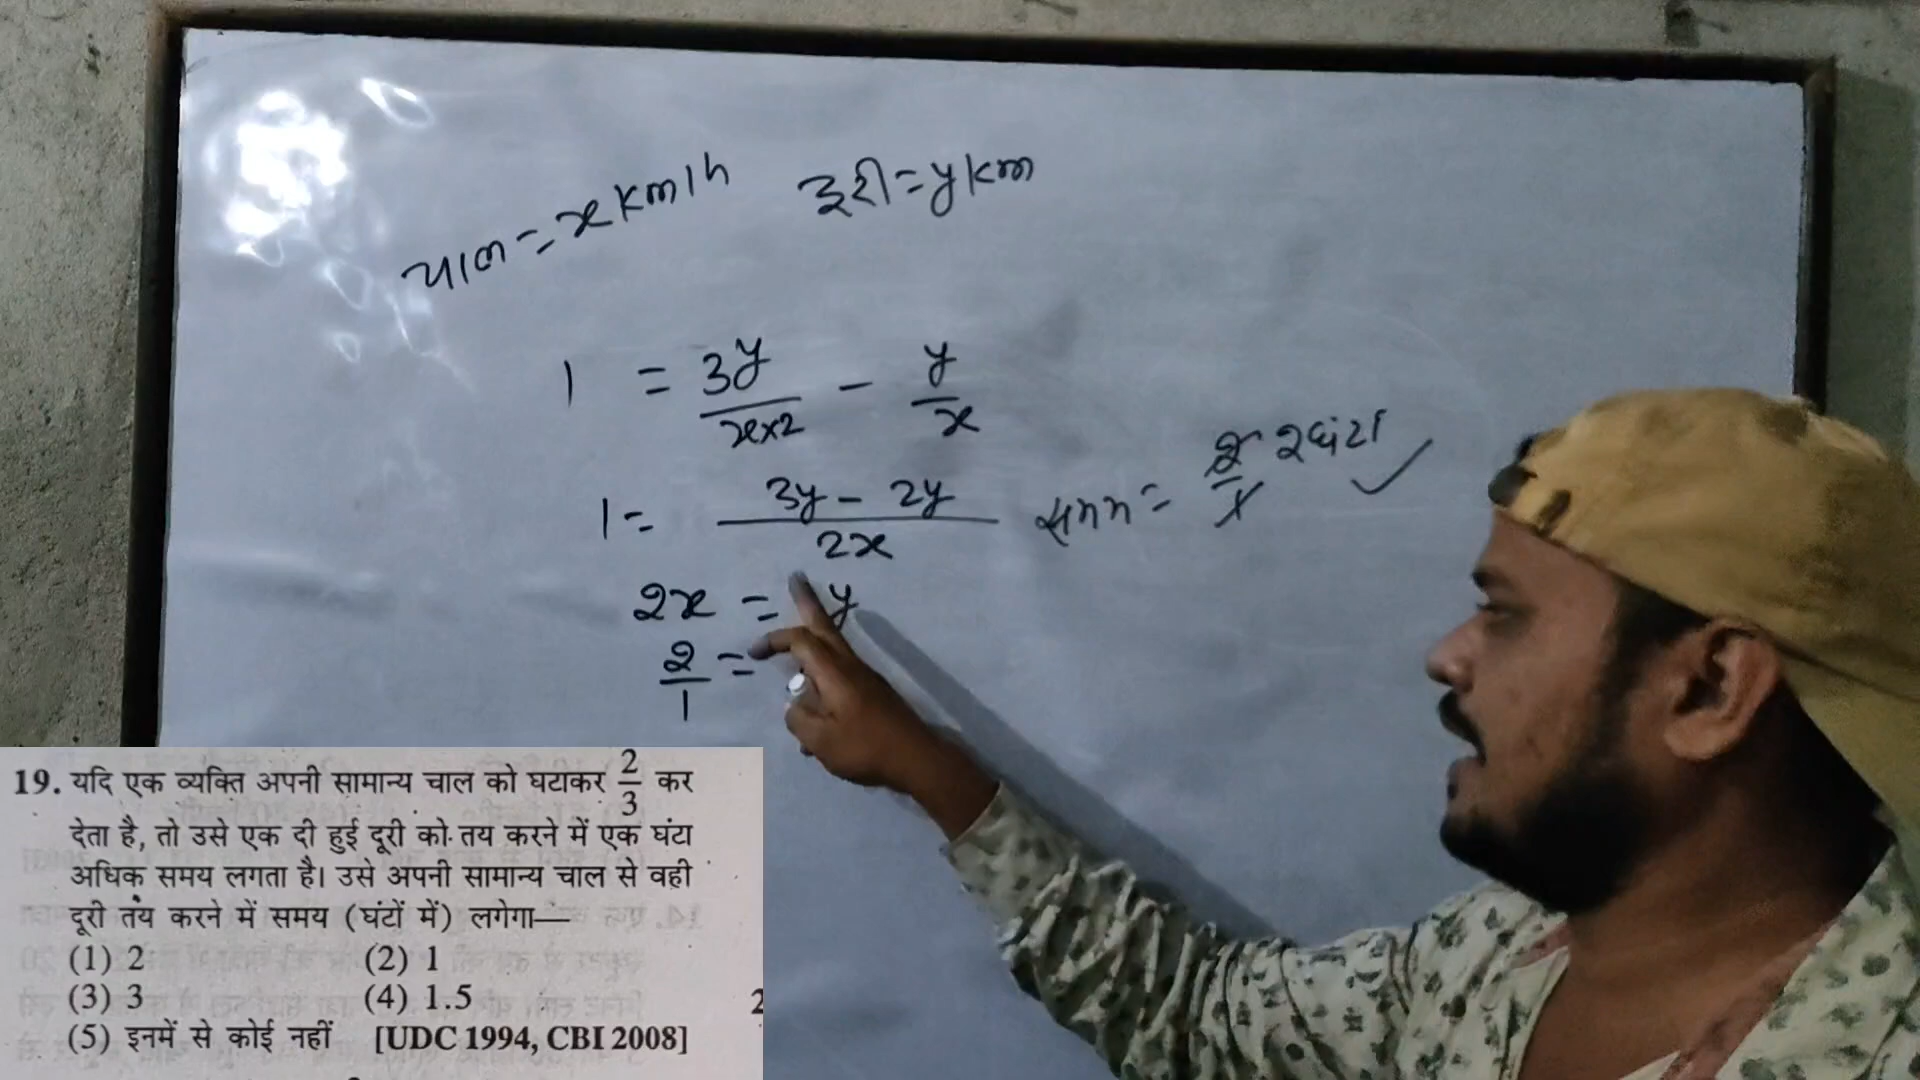 चाल = x km/h दूरी = y km
1 = 3y/x×2 - y/x
1 = 3y - 2y/2x समय = 2/1 2 घंटा ✓
2x = y
2/1 =
19. यदि एक व्यक्ति अपनी सामान्य चाल को घटाकर 2/3 कर
देता है, तो उसे एक दी हुई दूरी को तय करने में एक घंटा
अधिक समय लगता है। उसे अपनी सामान्य चाल से वही
दूरी तय करने में समय (घंटों में) लगेगा—
(1) 2 (2) 1
(3) 3 (4) 1.5
(5) इनमें से कोई नहीं [UDC 1994, CBI 2008]